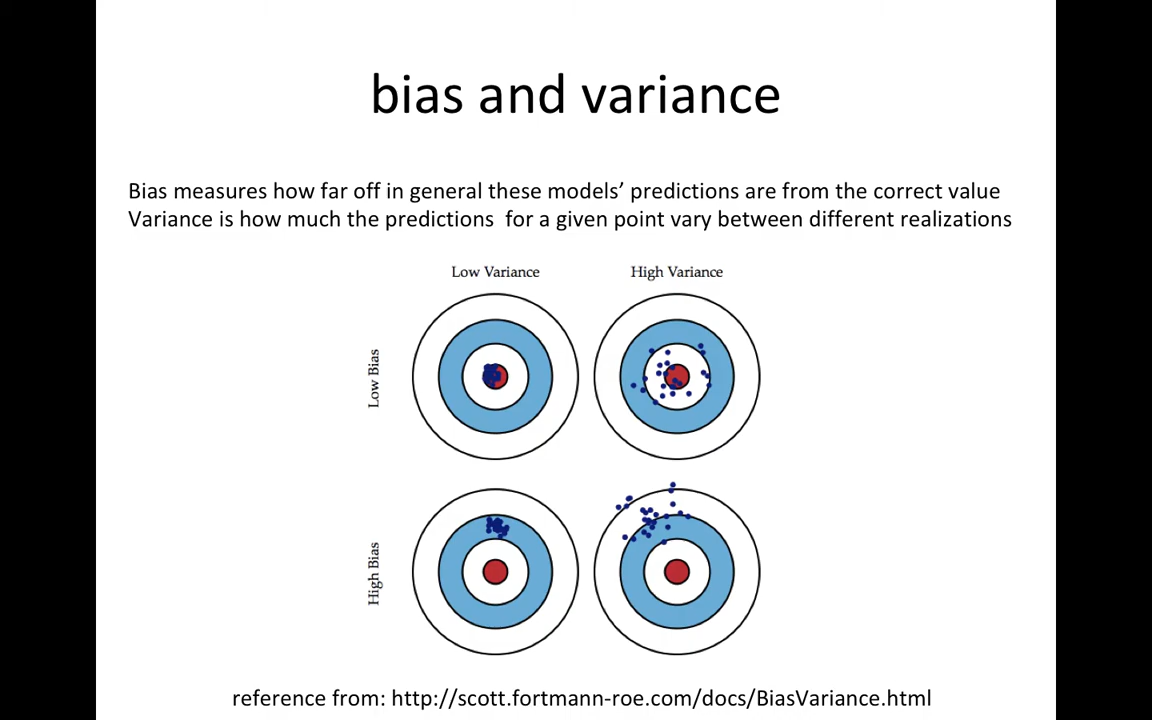 bias and variance
Bias measures how far off in general these models’ predictions are from the correct value
Variance is how much the predictions  for a given point vary between different realizations
Low Variance
High Variance
Low Bias
High Bias
reference from: http://scott.fortmann-roe.com/docs/BiasVariance.html